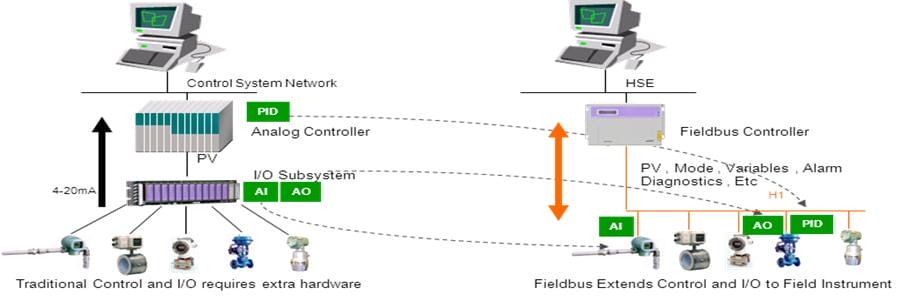 Control System Network
HSE
PID
Analog Controller
Fieldbus Controller
PV
PV , Mode , Variables , Alarm
Diagnostics , Etc
I/O Subsystem
4-20mA
AI
AO
H1
AI
AO
PID
Traditional Control and I/O requires extra hardware
Fieldbus Extends Control and I/O to Field Instrument